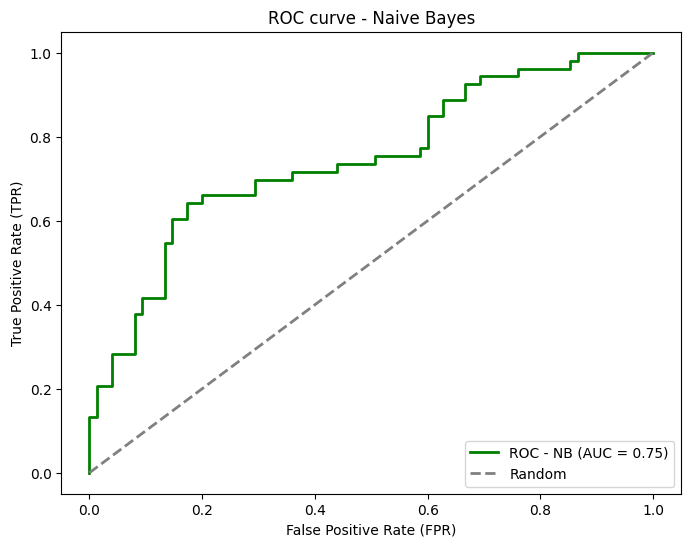 ROC curve - Naive Bayes
1.0
0.8
0.6
0.4
0.2
0.0
True Positive Rate (TPR)
ROC - NB (AUC = 0.75)
Random
0.0 0.2 0.4 0.6 0.8 1.0
False Positive Rate (FPR)